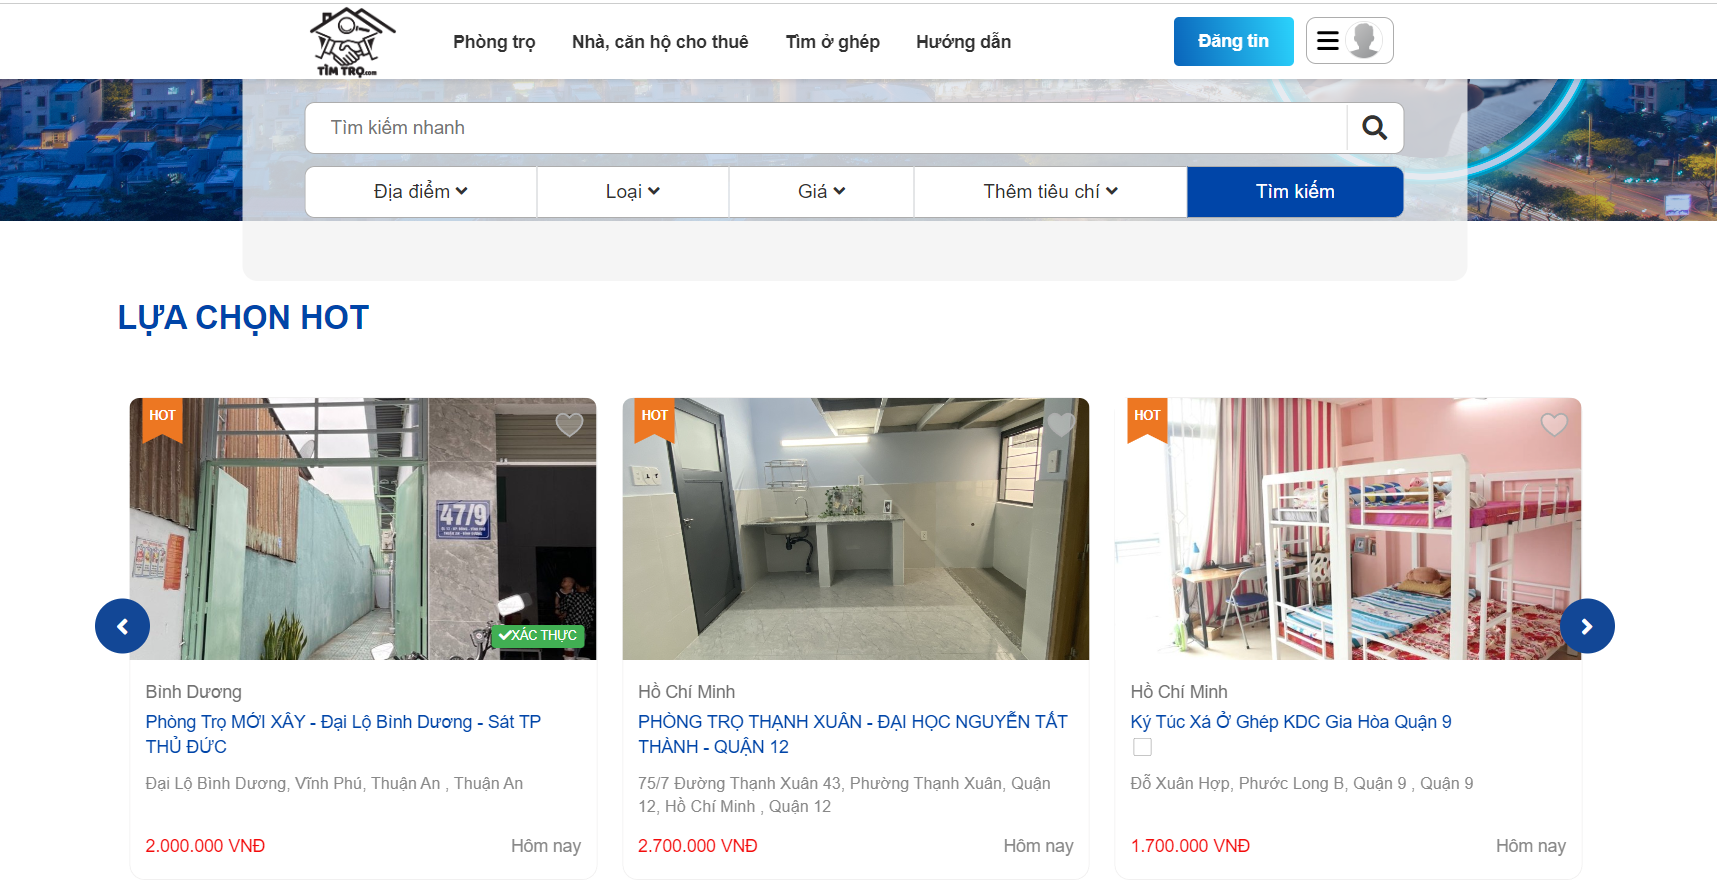 TÌM TRỌ.com
Phòng trọ
Nhà, căn hộ cho thuê
Tìm ở ghép
Hướng dẫn
Đăng tin
Tìm kiếm nhanh
Địa điểm
Loại
Giá
Thêm tiêu chí
Tìm kiếm
LỰA CHỌN HOT
HOT
47/9
XÁC THỰC
Bình Dương
Phòng Trọ MỚI XÂY - Đại Lộ Bình Dương - Sát TP
THỦ ĐỨC
Đại Lộ Bình Dương, Vĩnh Phú, Thuận An , Thuận An
2.000.000 VNĐ
Hôm nay
HOT
Hồ Chí Minh
PHÒNG TRỌ THẠNH XUÂN - ĐẠI HỌC NGUYỄN TẤT
THÀNH - QUẬN 12
75/7 Đường Thạnh Xuân 43, Phường Thạnh Xuân, Quận
12, Hồ Chí Minh , Quận 12
2.700.000 VNĐ
Hôm nay
HOT
Hồ Chí Minh
Ký Túc Xá Ở Ghép KDC Gia Hòa Quận 9
Đỗ Xuân Hợp, Phước Long B, Quận 9 , Quận 9
1.700.000 VNĐ
Hôm nay